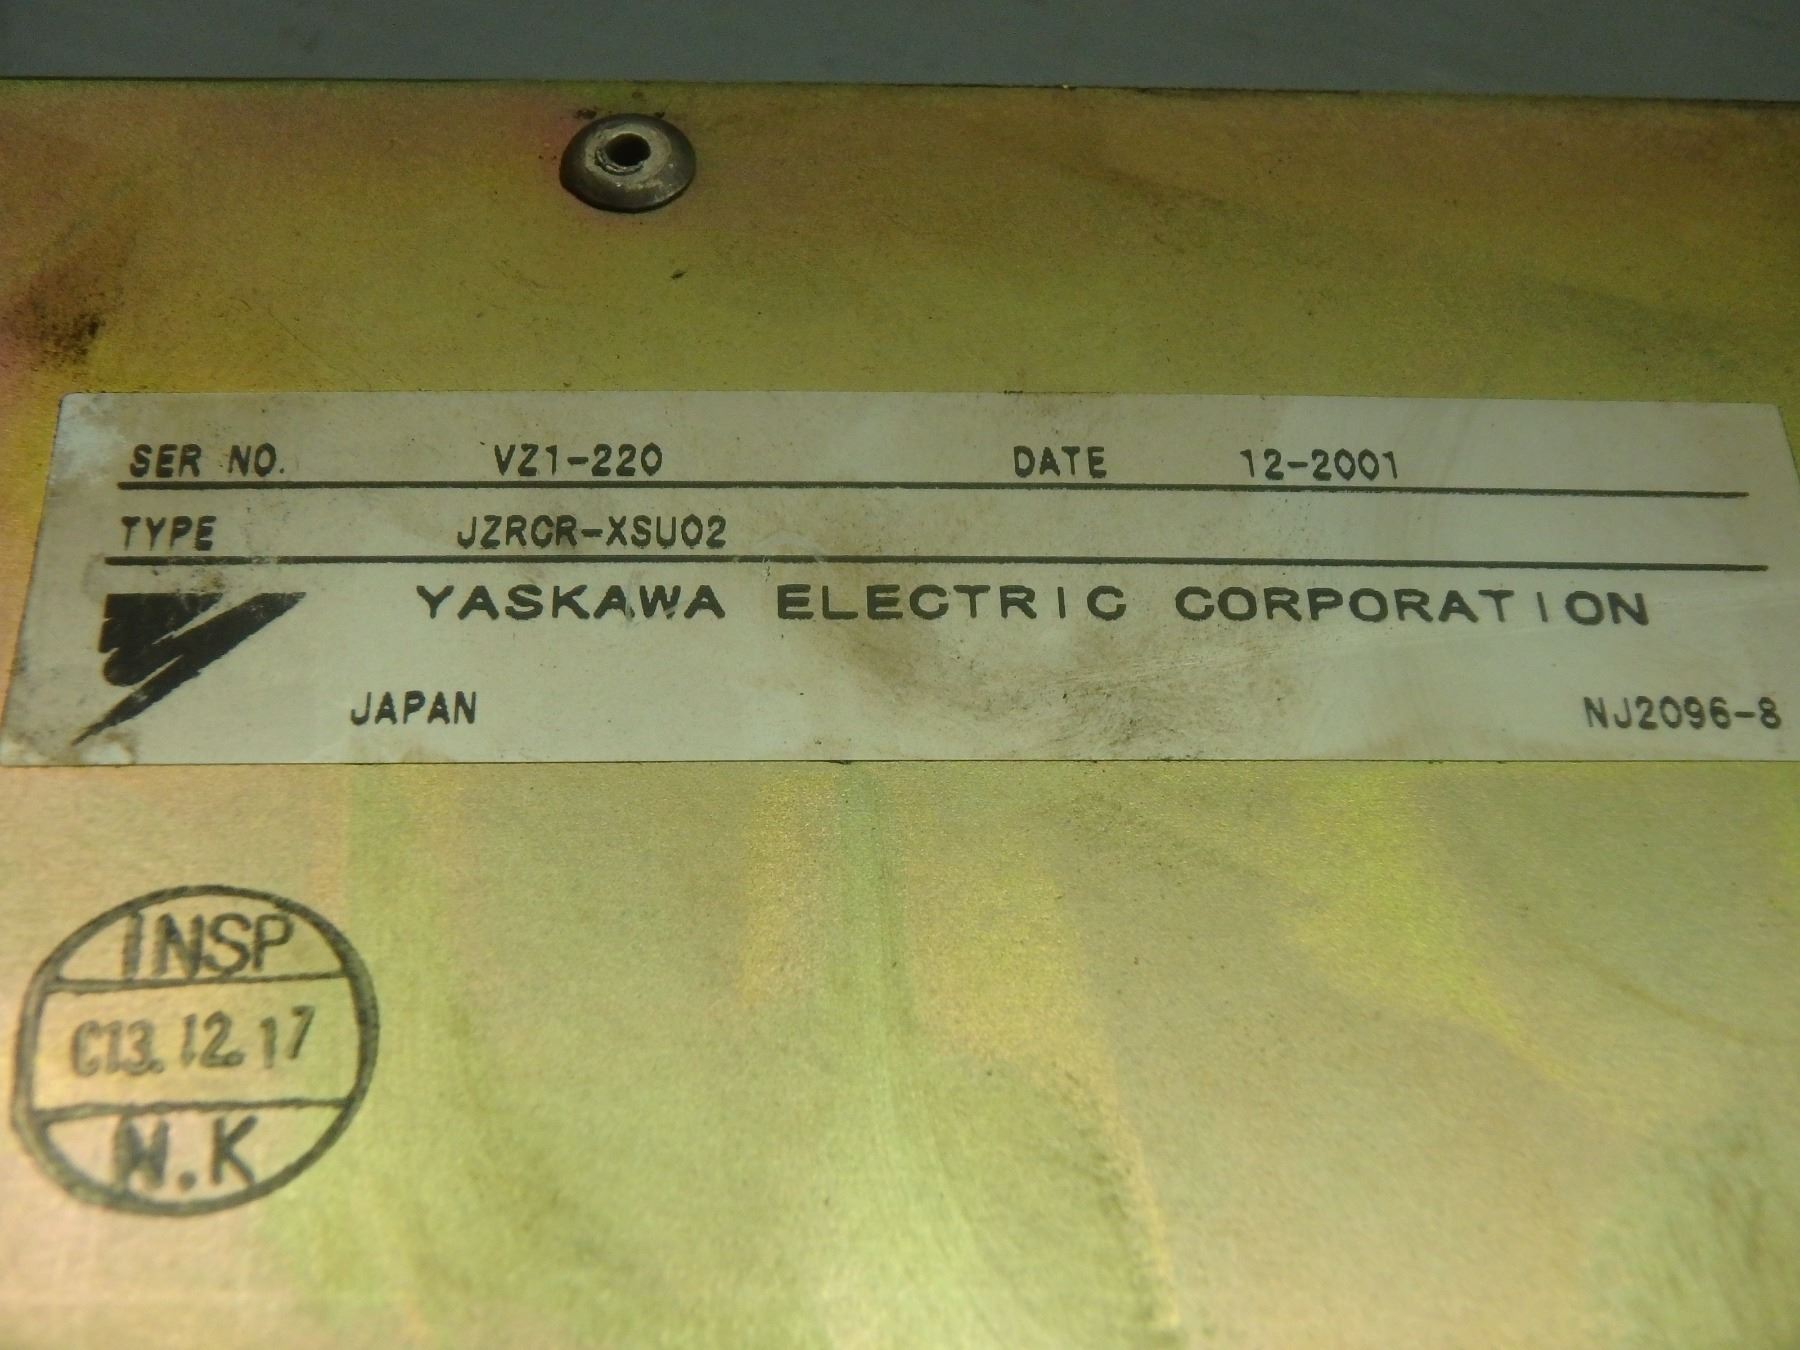 SER NO. VZ1-220 DATE 12-2001
TYPE JZRCR-XSU02
YASKAWA ELECTRIC CORPORATION
JAPAN NJ2096-8
INSP
C13.12.17
N.K